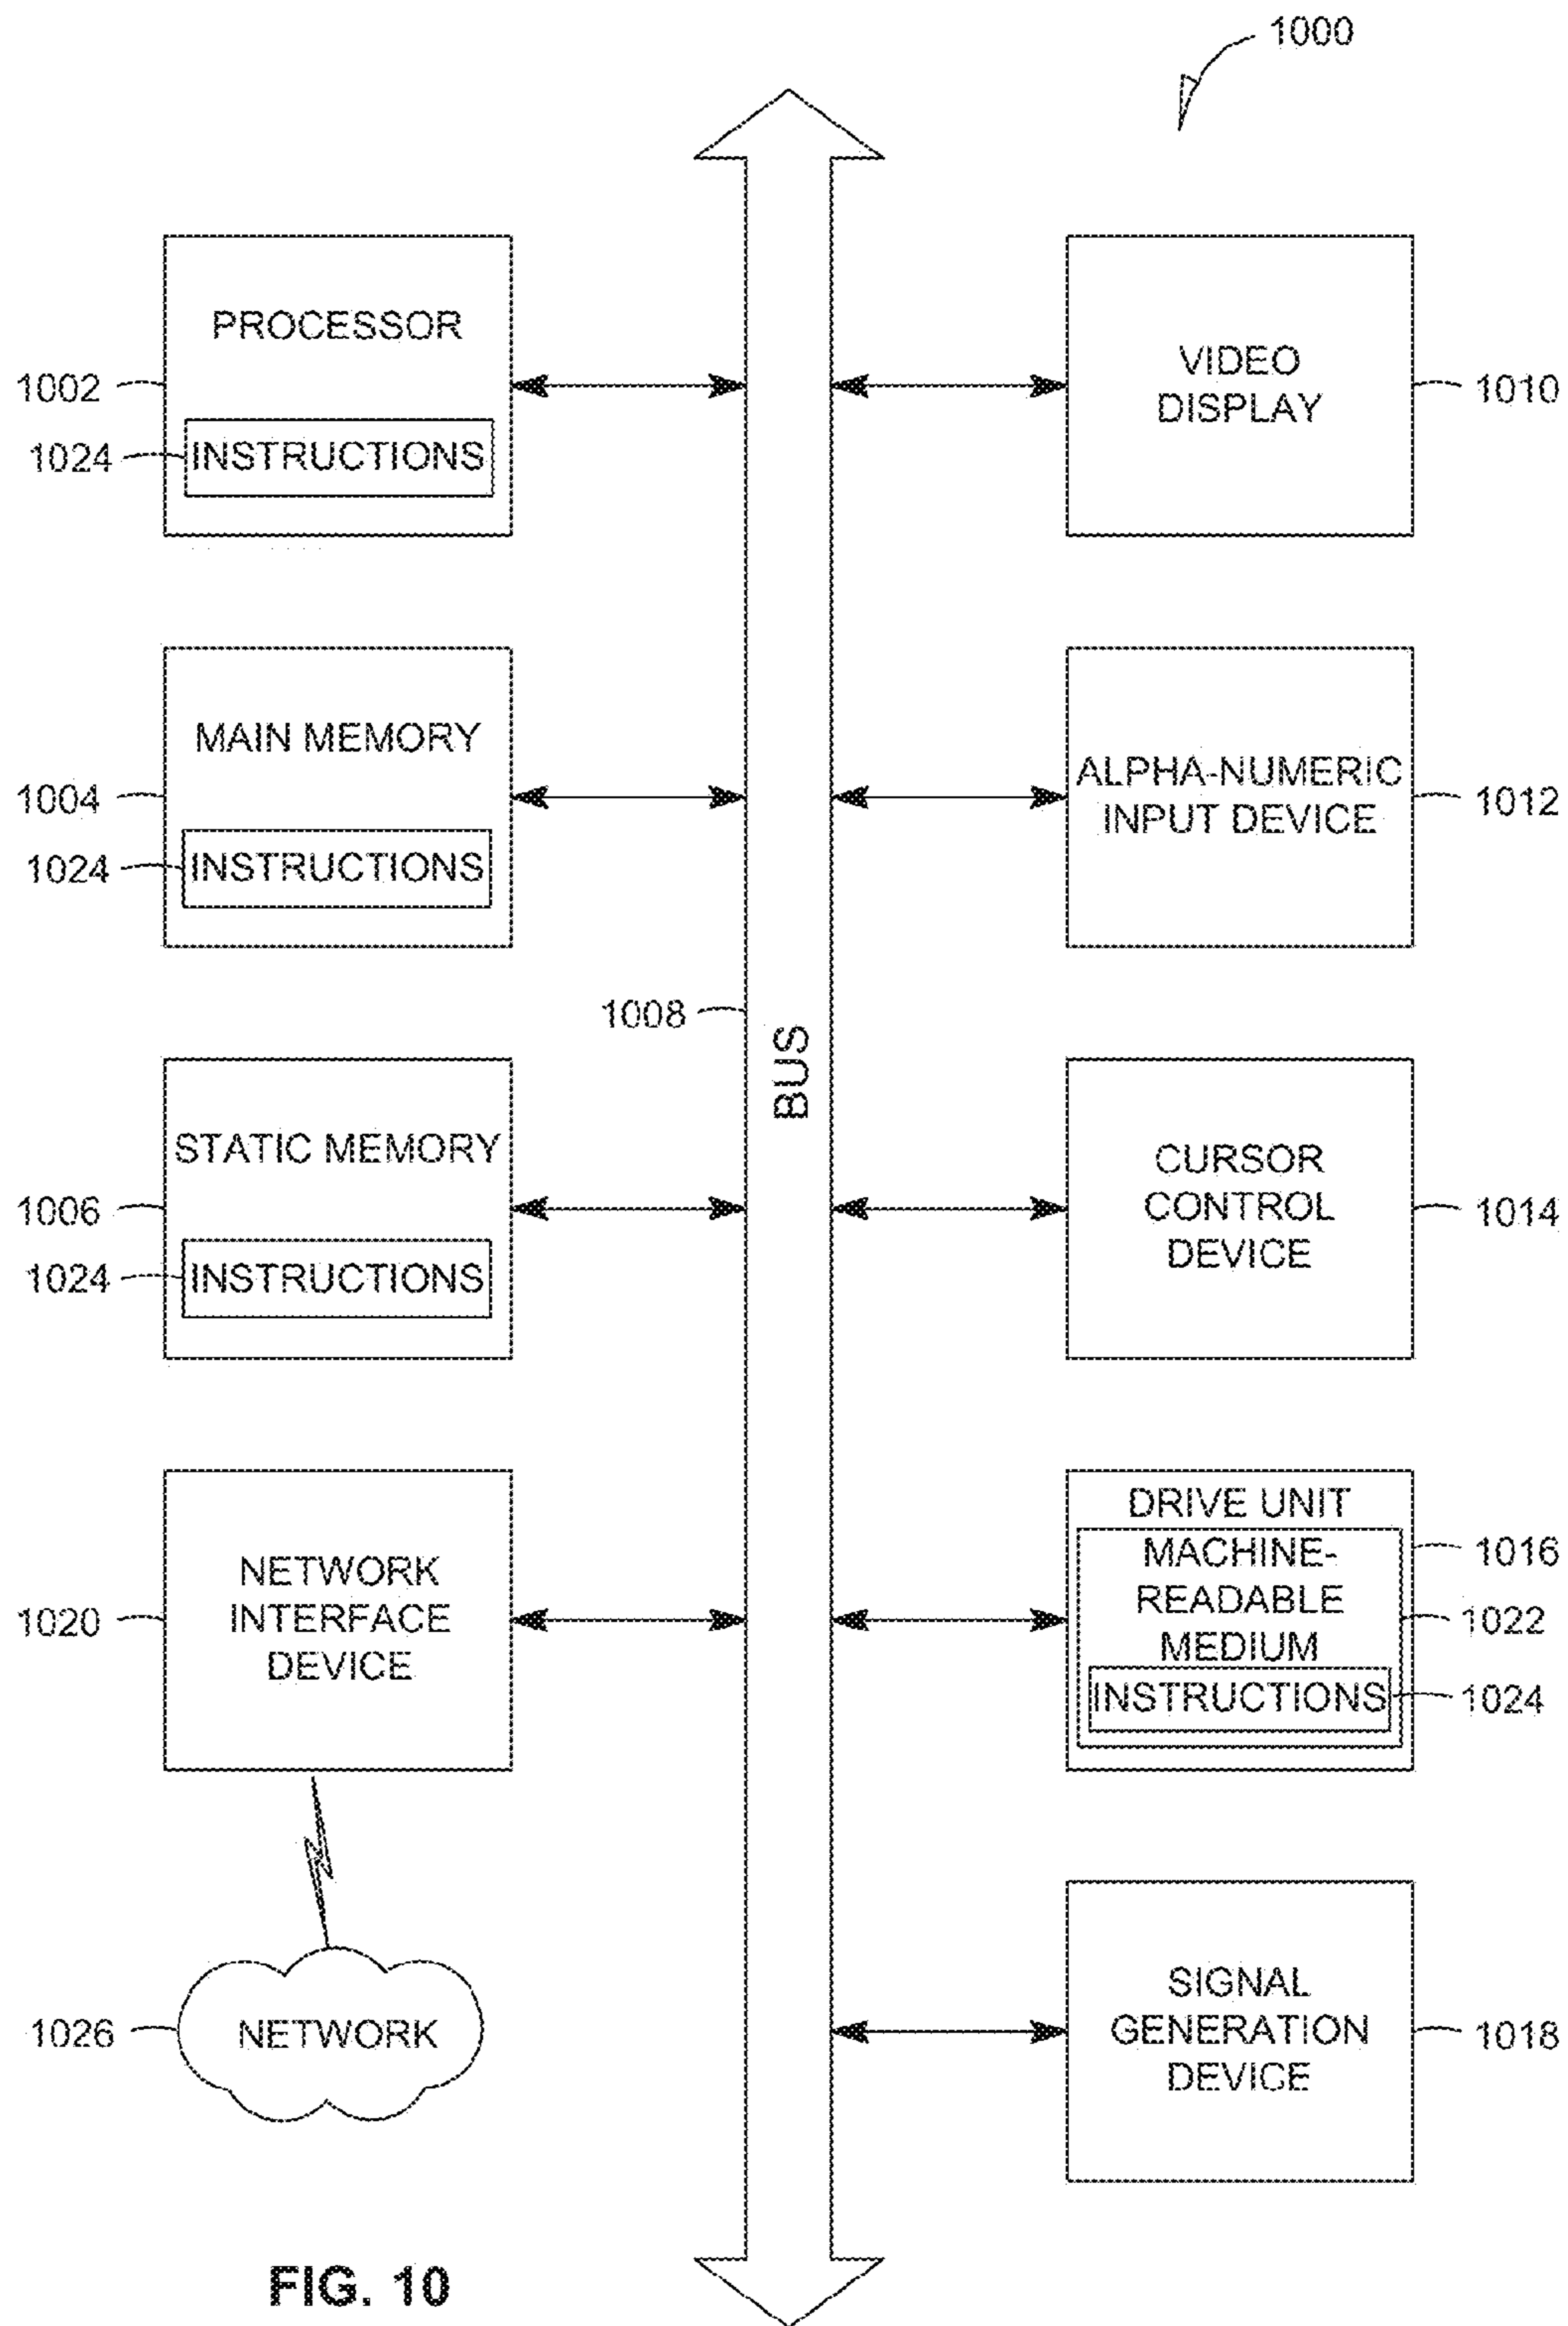 1000
PROCESSOR
1002
1024
INSTRUCTIONS
VIDEO
DISPLAY
1010
MAIN MEMORY
1004
1024
INSTRUCTIONS
ALPHA-NUMERIC
INPUT DEVICE
1012
1008
BUS
STATIC MEMORY
1006
1024
INSTRUCTIONS
CURSOR
CONTROL
DEVICE
1014
NETWORK
INTERFACE
DEVICE
1020
DRIVE UNIT
1016
MACHINE-
READABLE
MEDIUM
1022
INSTRUCTIONS
1024
1026
NETWORK
SIGNAL
GENERATION
DEVICE
1018
FIG. 10